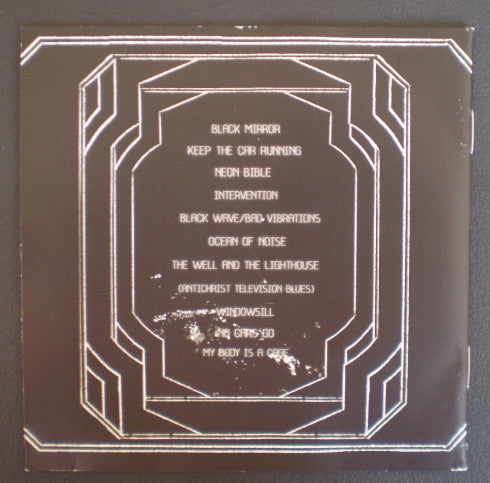 BLACK MIRROR
KEEP THE CAR RUNNING
NEON BIBLE
INTERVENTION
BLACK WAVE/BAD VIBRATIONS
OCEAN OF NOISE
THE WELL AND THE LIGHTHOUSE
(ANTICHRIST TELEVISION BLUES)
WINDOWSILL
NO CARS GO
MY BODY IS A CAGE